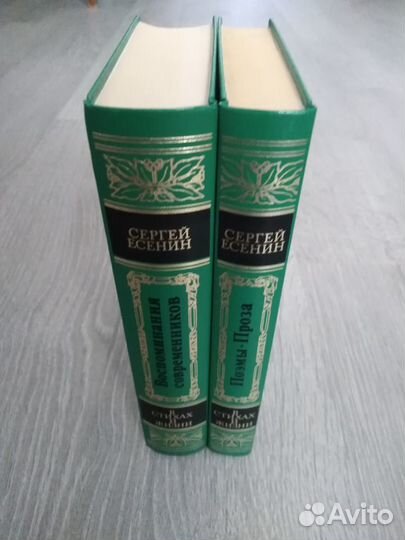 СЕРГЕЙ
ЕСЕНИН
Воспоминания
современников
В
СТИХАХ
И
ЖИЗНИ
СЕРГЕЙ
ЕСЕНИН
Поэмы·Проза
В
СТИХАХ
И
ЖИЗНИ
Avito